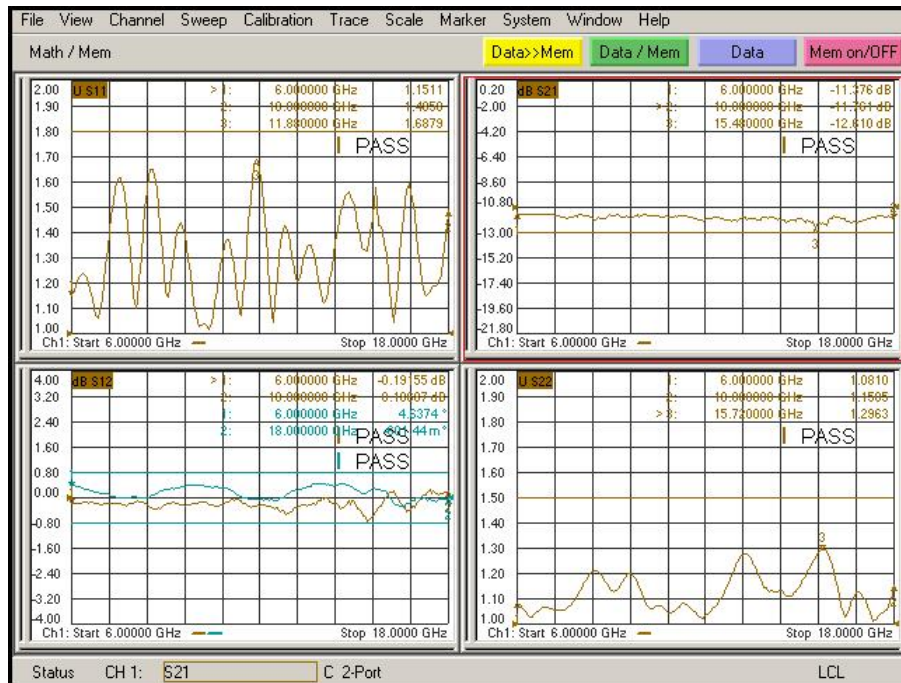 File View Channel Sweep Calibration Trace Scale Marker System Window Help
Math / Mem
Data>>Mem
Data / Mem
Data
Mem on/OFF
U S11
> 1: 6.000000 GHz 1.1511
2: 10.000000 GHz 1.4050
3: 11.880000 GHz 1.6879
PASS
2.00
1.90
1.80
1.70
1.60
1.50
1.40
1.30
1.20
1.10
1.00
3
Ch1: Start 6.00000 GHz
Stop 18.0000 GHz
dB S21
1: 6.000000 GHz -11.376 dB
> 2: 10.000000 GHz dB
3: 15.480000 GHz -12.610 dB
PASS
0.20
-2.00
-4.20
-6.40
-8.60
-10.80
-13.00
-15.20
-17.40
-19.60
-21.80
3
Ch1: Start 6.00000 GHz
Stop 18.0000 GHz
dB S12
> 1: 6.000000 GHz -0.19155 dB
2: 10.000000 GHz
1: 6.000000 GHz 4.6374 °
2: 18.000000 GHz
PASS
PASS
4.00
3.20
2.40
1.60
0.80
0.00
-0.80
-1.60
-2.40
-3.20
-4.00
Ch1: Start 6.00000 GHz
Stop 18.0000 GHz
U S22
1: 6.000000 GHz 1.0810
2: 10.000000 GHz
> 3: 15.720000 GHz 1.2963
PASS
2.00
1.90
1.80
1.70
1.60
1.50
1.40
1.30
1.20
1.10
1.00
3
Ch1: Start 6.00000 GHz
Stop 18.0000 GHz
Status CH 1: S21 C 2-Port LCL